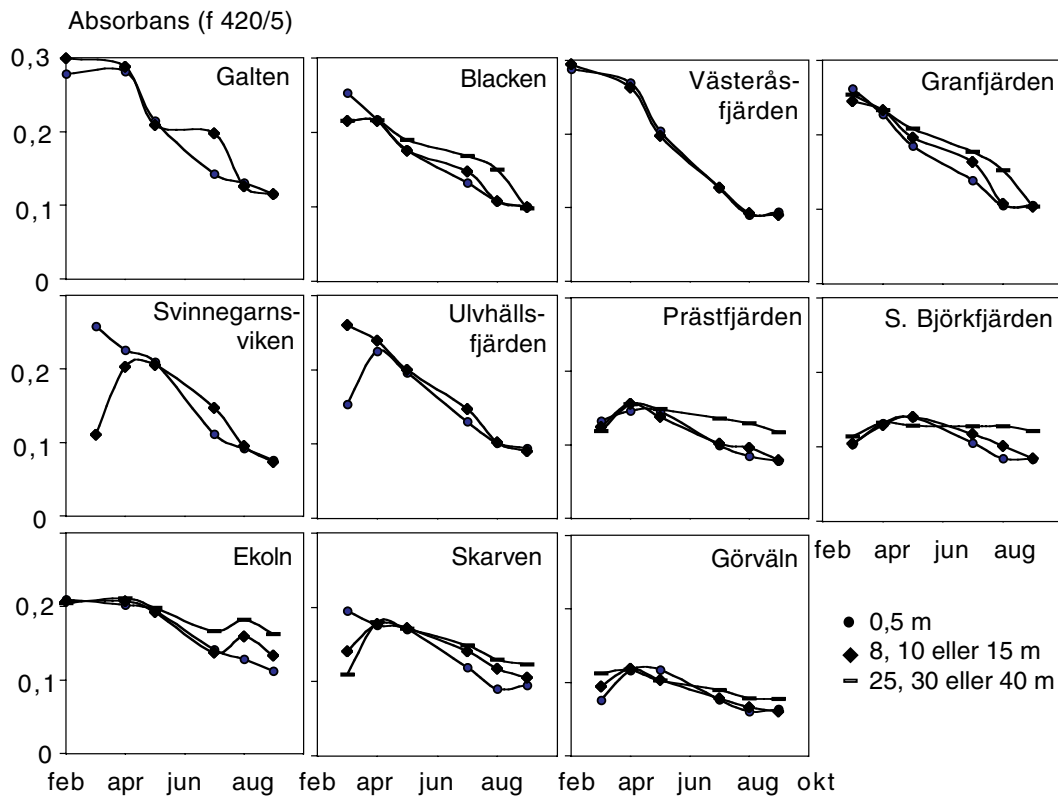 Absorbans (f 420/5)
0,3
0,2
0,1
0
Galten
Blacken
Västerås-
fjärden
Granfjärden
0,2
0,1
0
Svinnegarns-
viken
Ulvhälls-
fjärden
Prästfjärden
S. Björkfjärden
feb apr jun aug
0,2
0,1
0
Ekoln
Skarven
Görväln
0,5 m
8, 10 eller 15 m
25, 30 eller 40 m
feb apr jun aug feb apr jun aug feb apr jun aug okt